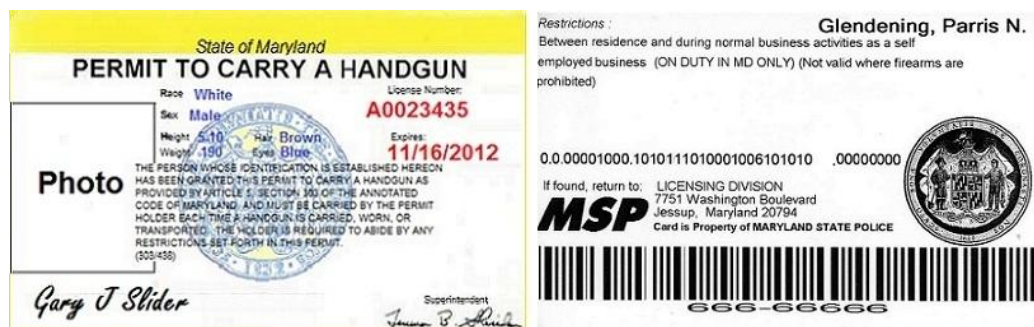 State of Maryland
PERMIT TO CARRY A HANDGUN
Race White
License Number:
Sex Male
A0023435
Height 5-10 Hair Brown
Expires:
Weight 190 Eyes Blue
11/16/2012
Photo
THE PERSON WHOSE IDENTIFICATION IS ESTABLISHED HEREON
HAS BEEN GRANTED THIS PERMIT TO CARRY A HANDGUN AS
PROVIDED BY ARTICLE 5, SECTION 303 OF THE ANNOTATED
CODE OF MARYLAND, AND MUST BE CARRIED BY THE PERMIT
HOLDER EACH TIME A HANDGUN IS CARRIED, WORN, OR
TRANSPORTED. THE HOLDER IS REQUIRED TO ABIDE BY ANY
RESTRICTIONS SET FORTH IN THIS PERMIT.
(303/438)
1632
Gary J Slider
Superintendent
Restrictions :
Glendening, Parris N.
Between residence and during normal business activities as a self
employed business (ON DUTY IN MD ONLY) (Not valid where firearms are
prohibited)
0.0.00001000.1010111010001006101010 .00000000
If found, return to: LICENSING DIVISION
7751 Washington Boulevard
Jessup, Maryland 20794
MSP
Card is Property of MARYLAND STATE POLICE
666-66666